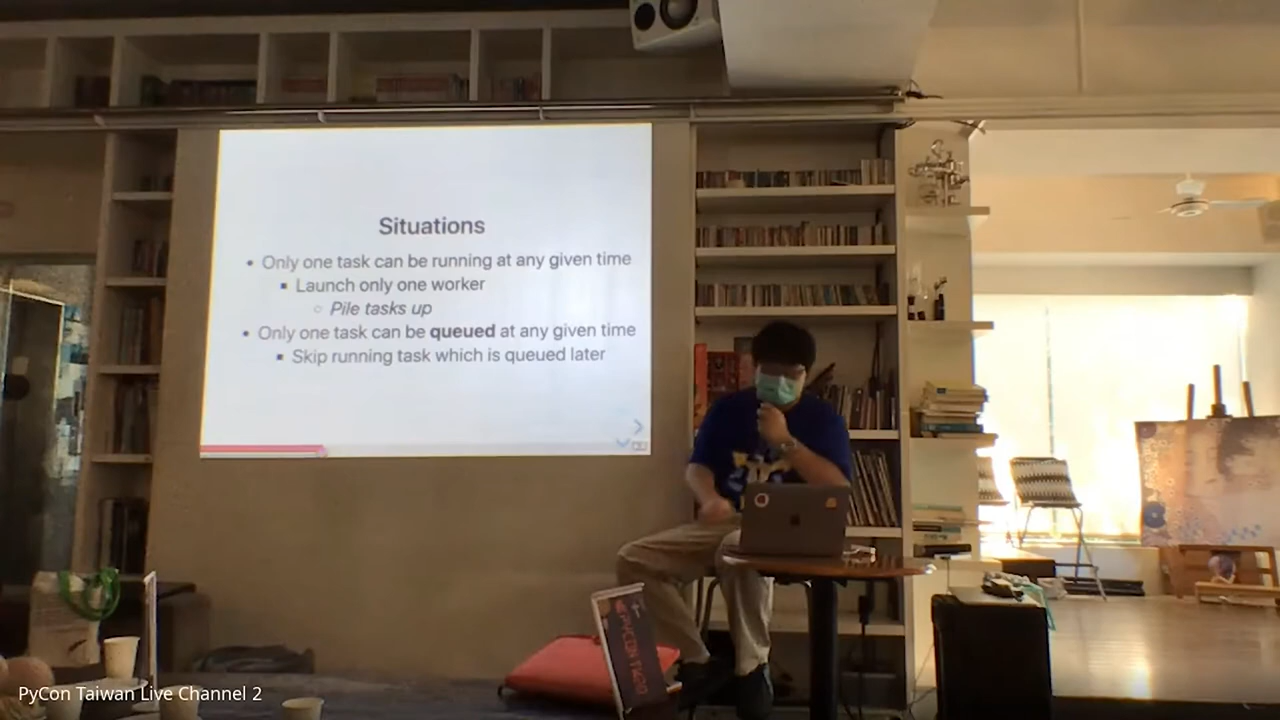 Situations
• Only one task can be running at any given time
▪ Launch only one worker
○ Pile tasks up
• Only one task can be queued at any given time
▪ Skip running task which is queued later
PyCon Taiwan Live Channel 2